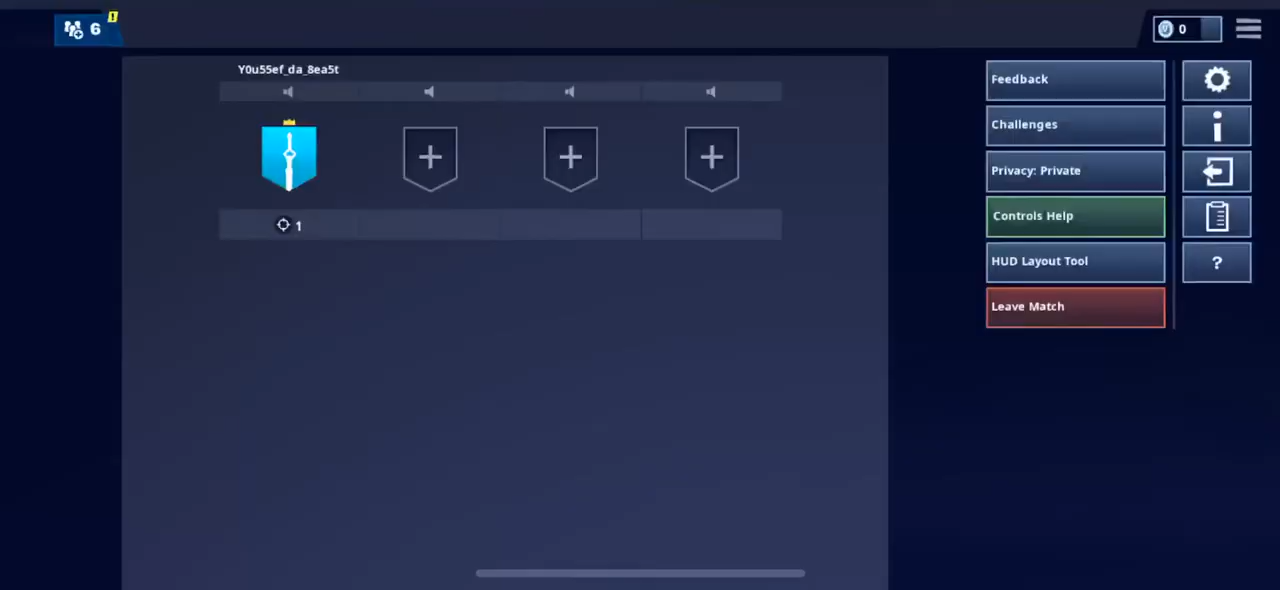 6
!
0
Y0u55ef_da_8ea5t
1
Feedback
Challenges
Privacy: Private
Controls Help
HUD Layout Tool
Leave Match
?